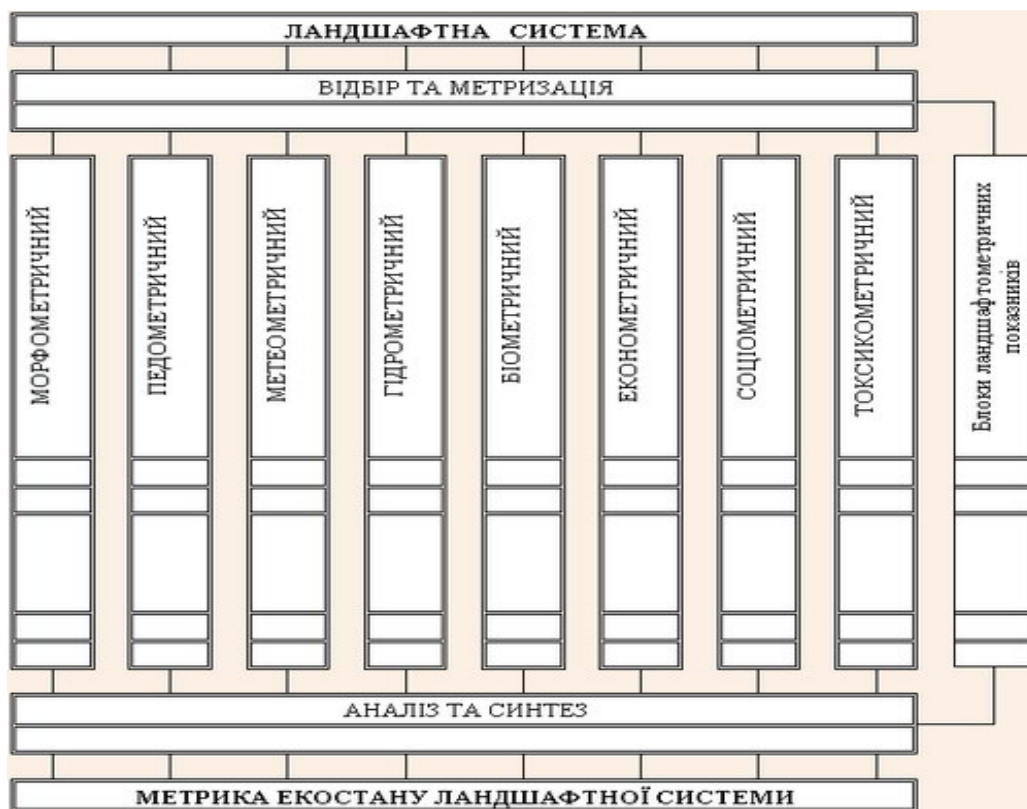 ЛАНДШАФТНА СИСТЕМА
ВІДБІР ТА МЕТРИЗАЦІЯ
МОРФОМЕТРИЧНИЙ
ПЕДОМЕТРИЧНИЙ
МЕТЕОМЕТРИЧНИЙ
ГІДРОМЕТРИЧНИЙ
БІОМЕТРИЧНИЙ
ЕКОНОМЕТРИЧНИЙ
СОЦІОМЕТРИЧНИЙ
ТОКСИКОМЕТРИЧНИЙ
Блоки ландшафтометричних
показників
АНАЛІЗ ТА СИНТЕЗ
МЕТРИКА ЕКОСТАНУ ЛАНДШАФТНОЇ СИСТЕМИ